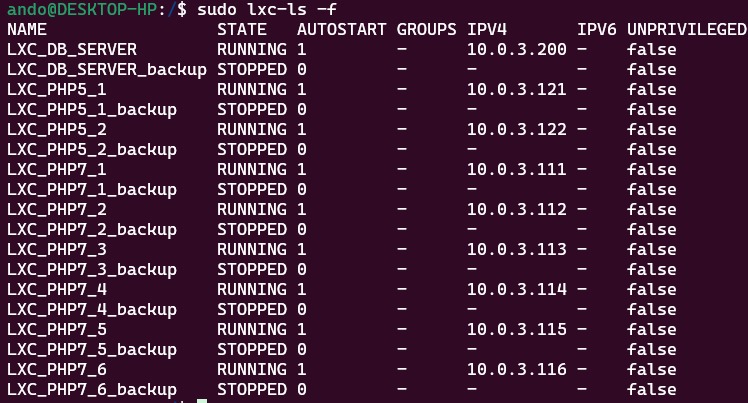 ando@DESKTOP-HP:/$ sudo lxc-ls -f
NAME STATE AUTOSTART GROUPS IPV4 IPV6 UNPRIVILEGED
LXC_DB_SERVER RUNNING 1 - 10.0.3.200 - false
LXC_DB_SERVER_backup STOPPED 0 - - - false
LXC_PHP5_1 RUNNING 1 - 10.0.3.121 - false
LXC_PHP5_1_backup STOPPED 0 - - - false
LXC_PHP5_2 RUNNING 1 - 10.0.3.122 - false
LXC_PHP5_2_backup STOPPED 0 - - - false
LXC_PHP7_1 RUNNING 1 - 10.0.3.111 - false
LXC_PHP7_1_backup STOPPED 0 - - - false
LXC_PHP7_2 RUNNING 1 - 10.0.3.112 - false
LXC_PHP7_2_backup STOPPED 0 - - - false
LXC_PHP7_3 RUNNING 1 - 10.0.3.113 - false
LXC_PHP7_3_backup STOPPED 0 - - - false
LXC_PHP7_4 RUNNING 1 - 10.0.3.114 - false
LXC_PHP7_4_backup STOPPED 0 - - - false
LXC_PHP7_5 RUNNING 1 - 10.0.3.115 - false
LXC_PHP7_5_backup STOPPED 0 - - - false
LXC_PHP7_6 RUNNING 1 - 10.0.3.116 - false
LXC_PHP7_6_backup STOPPED 0 - - - false